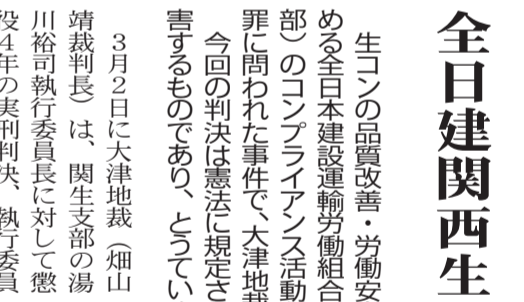 全日建関西生
生コンの品質改善・労働安
める全日本建設運輸労働組合
部）のコンプライアンス活動
罪に問われた事件で、大津地裁
今回の判決は憲法に規定さ
害するものであり、とうてい
３月２日に大津地裁（畑山
靖裁判長）は、関生支部の湯
川裕司執行委員長に対して懲
役４年の実刑判決、執行委員